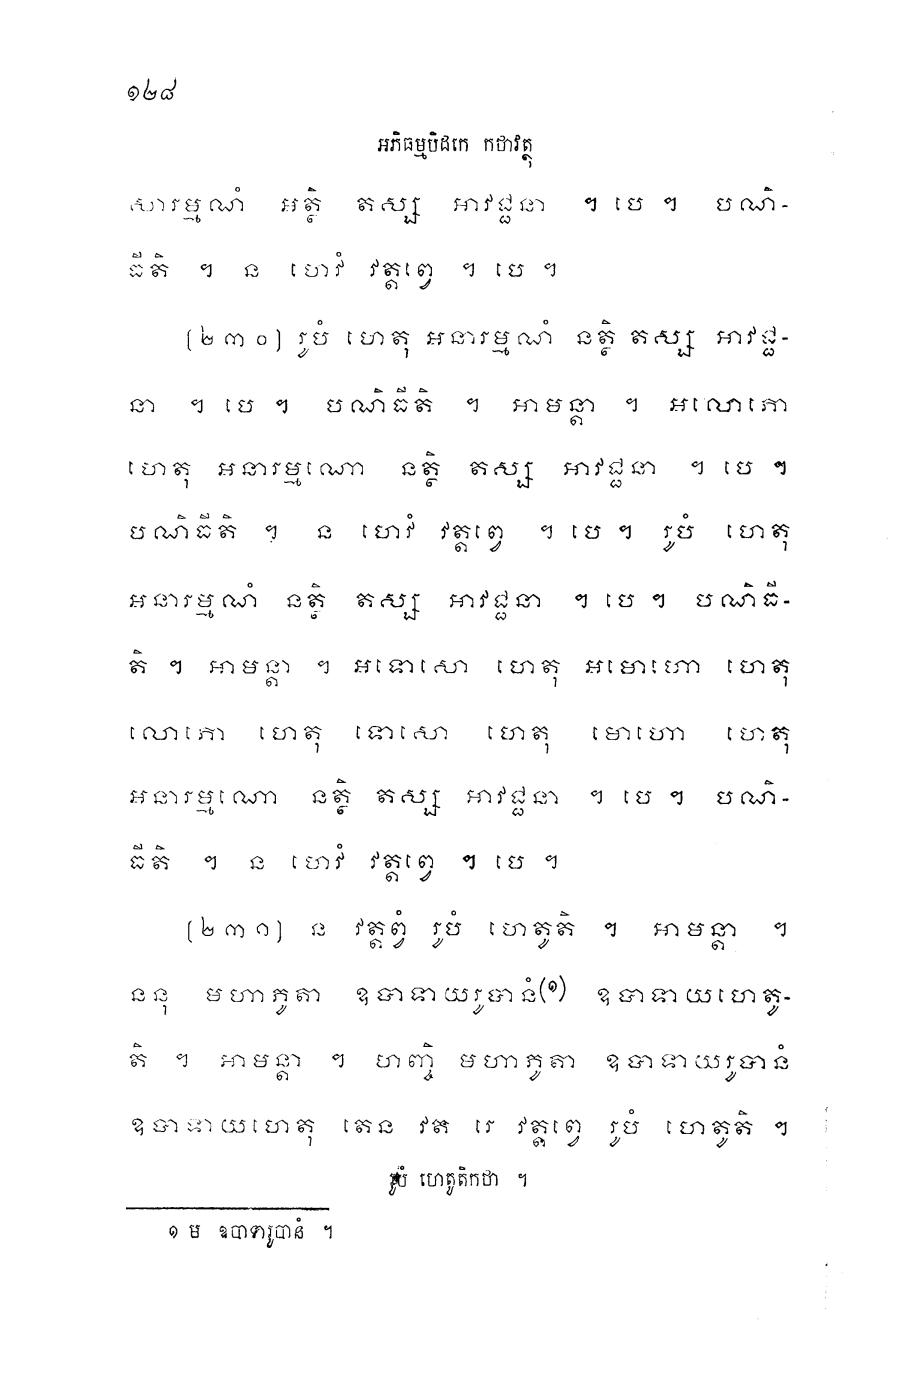 ១២៨
អភិធម្មបិដកេ កថាវត្ថុ
សារម្មណំ អត្ថិ តស្ស អាវដ្ដនា ។ បេ ។ បណិ-
ធីតិ ។ ន ហេវំ វត្តព្វេ ។ បេ ។
(២៣០) រូបំ ហេតុ អនារម្មណំ នត្ថិ តស្ស អាវដ្ដ-
នា ។ បេ ។ បណិធីតិ ។ អាមន្តា ។ អលោភោ
ហេតុ អនារម្មណោ នត្ថិ តស្ស អាវដ្ដនា ។ បេ ។
បណិធីតិ ។ ន ហេវំ វត្តព្វេ ។ បេ ។ រូបំ ហេតុ
អនារម្មណំ នត្ថិ តស្ស អាវដ្ដនា ។ បេ ។ បណិធី-
តិ ។ អាមន្តា ។ អទោសោ ហេតុ អមោហោ ហេតុ
លោភោ ហេតុ ទោសោ ហេតុ មោហោ ហេតុ
អនារម្មណោ នត្ថិ តស្ស អាវដ្ដនា ។ បេ ។ បណិ-
ធីតិ ។ ន ហេវំ វត្តព្វេ ។ បេ ។
(២៣១) ន វត្តព្វំ រូបំ ហេតូតិ ។ អាមន្តា ។
ននុ មហាភូតា ឧបាទាយរូបានំ(១) ឧបាទាយហេតូ-
តិ ។ អាមន្តា ។ ហញ្ចិ មហាភូតា ឧបាទាយរូបានំ
ឧបាទាយហេតុ តេន វត រេ វត្តព្វេ រូបំ ហេតូតិ ។
រូបំ ហេតូតិកថា ។
១ ម ឧបាទារូបានំ ។